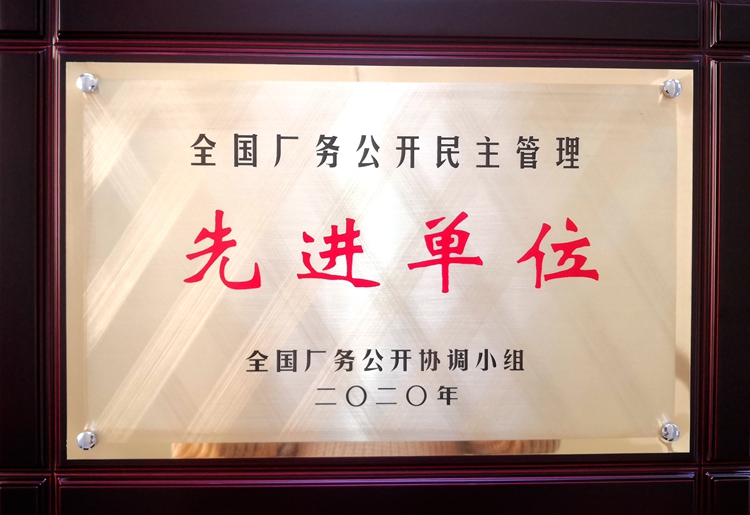 全国厂务公开民主管理
先进单位
全国厂务公开协调小组
二〇二〇年